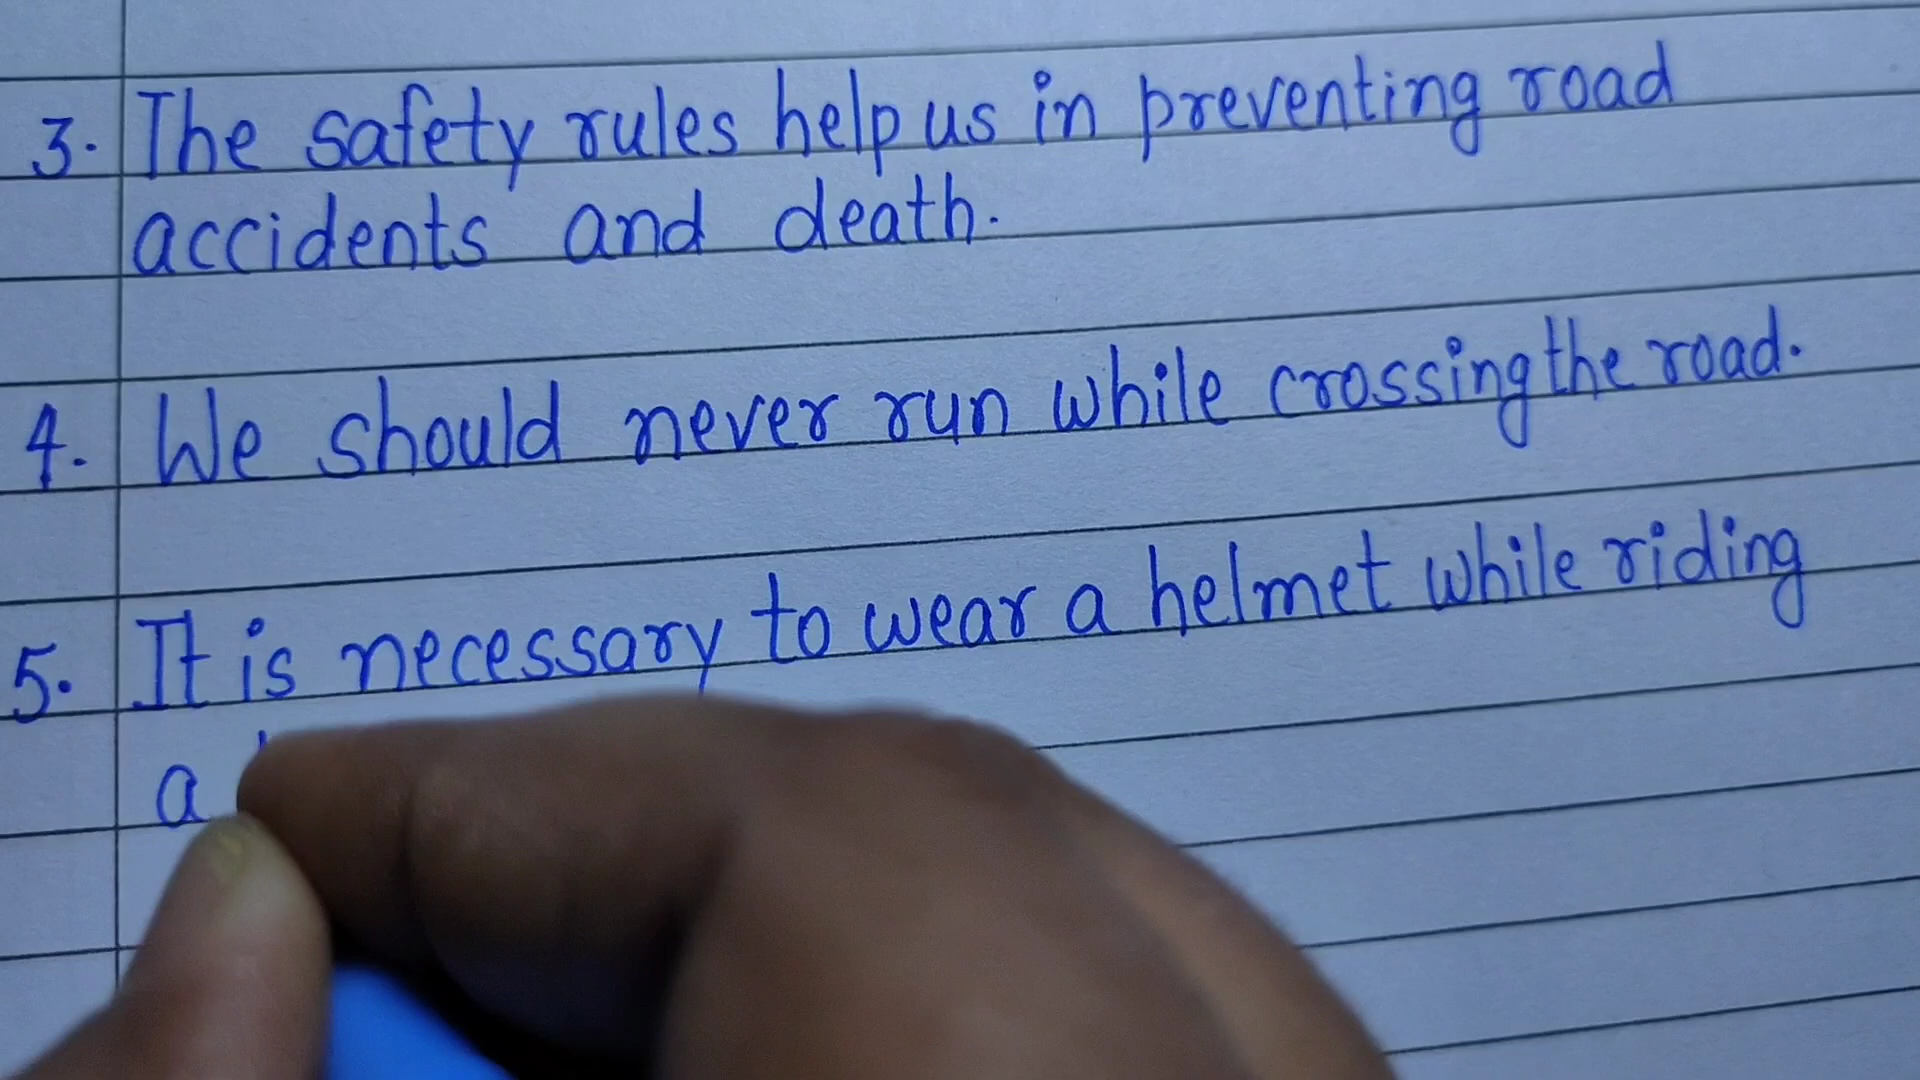 3. The safety rules help us in preventing road
accidents and death.
4. We should never run while crossing the road.
5. It is necessary to wear a helmet while riding
a